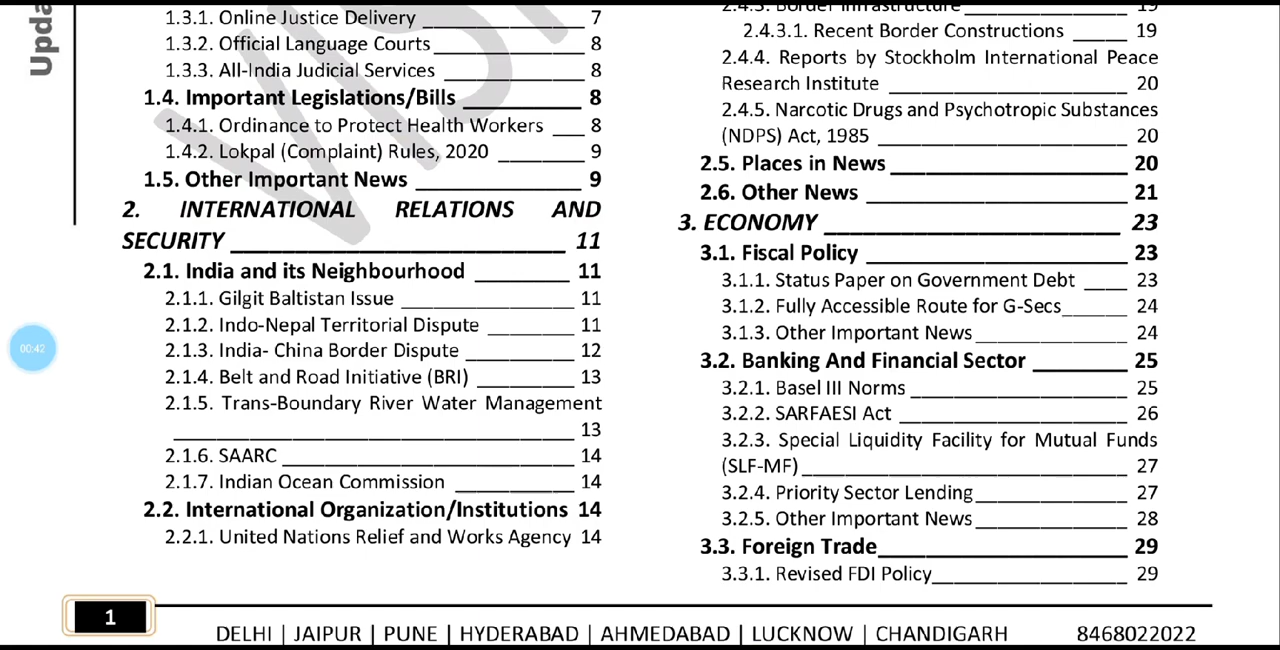 Upda
1.3.1. Online Justice Delivery 7
1.3.2. Official Language Courts 8
1.3.3. All-India Judicial Services 8
1.4. Important Legislations/Bills 8
1.4.1. Ordinance to Protect Health Workers 8
1.4.2. Lokpal (Complaint) Rules, 2020 9
1.5. Other Important News 9
2. INTERNATIONAL RELATIONS AND
SECURITY 11
2.1. India and its Neighbourhood 11
2.1.1. Gilgit Baltistan Issue 11
2.1.2. Indo-Nepal Territorial Dispute 11
2.1.3. India- China Border Dispute 12
2.1.4. Belt and Road Initiative (BRI) 13
2.1.5. Trans-Boundary River Water Management
13
2.1.6. SAARC 14
2.1.7. Indian Ocean Commission 14
2.2. International Organization/Institutions 14
2.2.1. United Nations Relief and Works Agency 14
2.4.3. Border Infrastructure 19
2.4.3.1. Recent Border Constructions 19
2.4.4. Reports by Stockholm International Peace
Research Institute 20
2.4.5. Narcotic Drugs and Psychotropic Substances
(NDPS) Act, 1985 20
2.5. Places in News 20
2.6. Other News 21
3. ECONOMY 23
3.1. Fiscal Policy 23
3.1.1. Status Paper on Government Debt 23
3.1.2. Fully Accessible Route for G-Secs 24
3.1.3. Other Important News 24
3.2. Banking And Financial Sector 25
3.2.1. Basel III Norms 25
3.2.2. SARFAESI Act 26
3.2.3. Special Liquidity Facility for Mutual Funds
(SLF-MF) 27
3.2.4. Priority Sector Lending 27
3.2.5. Other Important News 28
3.3. Foreign Trade 29
3.3.1. Revised FDI Policy 29
00:42
1
DELHI | JAIPUR | PUNE | HYDERABAD | AHMEDABAD | LUCKNOW | CHANDIGARH 8468022022